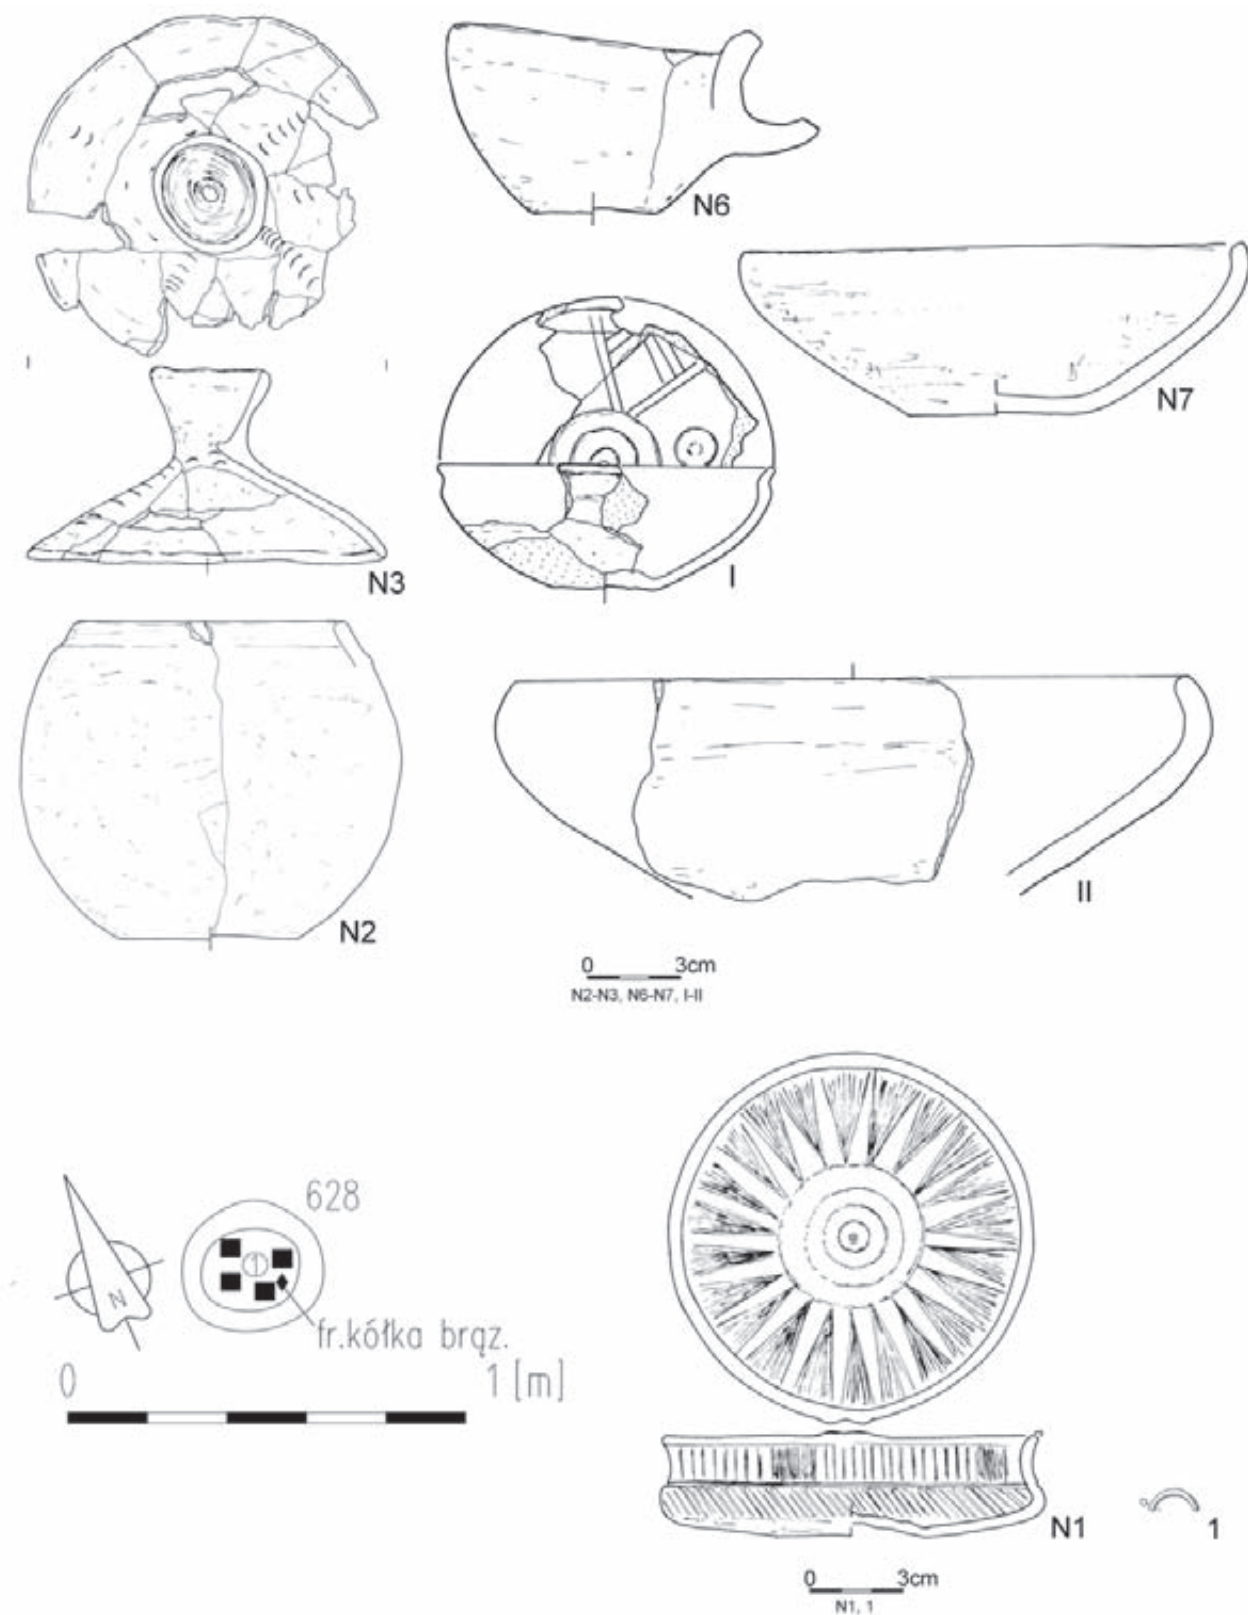 N6
N7
N3
I
N2
II
0 3cm
N2-N3, N6-N7, I-II
628
N
1
fr.kółka brąz.
0 1 [m]
N1
1
0 3cm
N1, 1